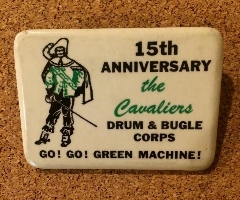 15th
ANNIVERSARY
the
Cavaliers
DRUM & BUGLE
CORPS
GO! GO! GREEN MACHINE!